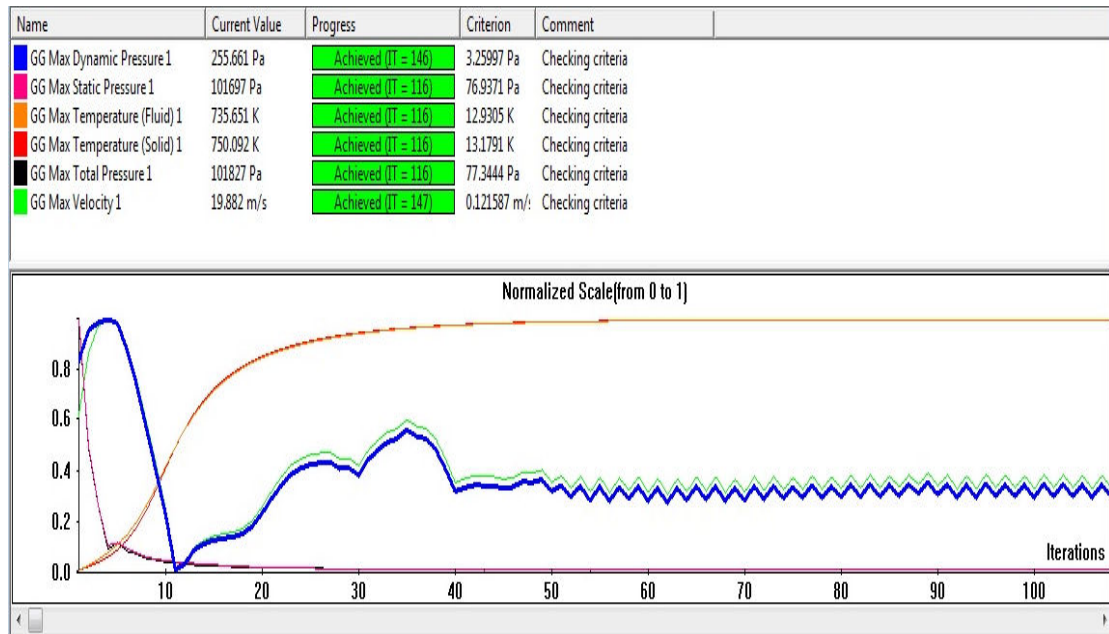 Name Current Value Progress Criterion Comment
GG Max Dynamic Pressure 1 255.661 Pa Achieved (IT = 146) 3.25997 Pa Checking criteria
GG Max Static Pressure 1 101697 Pa Achieved (IT = 116) 76.9371 Pa Checking criteria
GG Max Temperature (Fluid) 1 735.651 K Achieved (IT = 116) 12.9305 K Checking criteria
GG Max Temperature (Solid) 1 750.092 K Achieved (IT = 116) 13.1791 K Checking criteria
GG Max Total Pressure 1 101827 Pa Achieved (IT = 116) 77.3444 Pa Checking criteria
GG Max Velocity 1 19.882 m/s Achieved (IT = 147) 0.121587 m/ Checking criteria
Normalized Scale(from 0 to 1)
0.8
0.6
0.4
0.2
0.0
Iterations
10 20 30 40 50 60 70 80 90 100